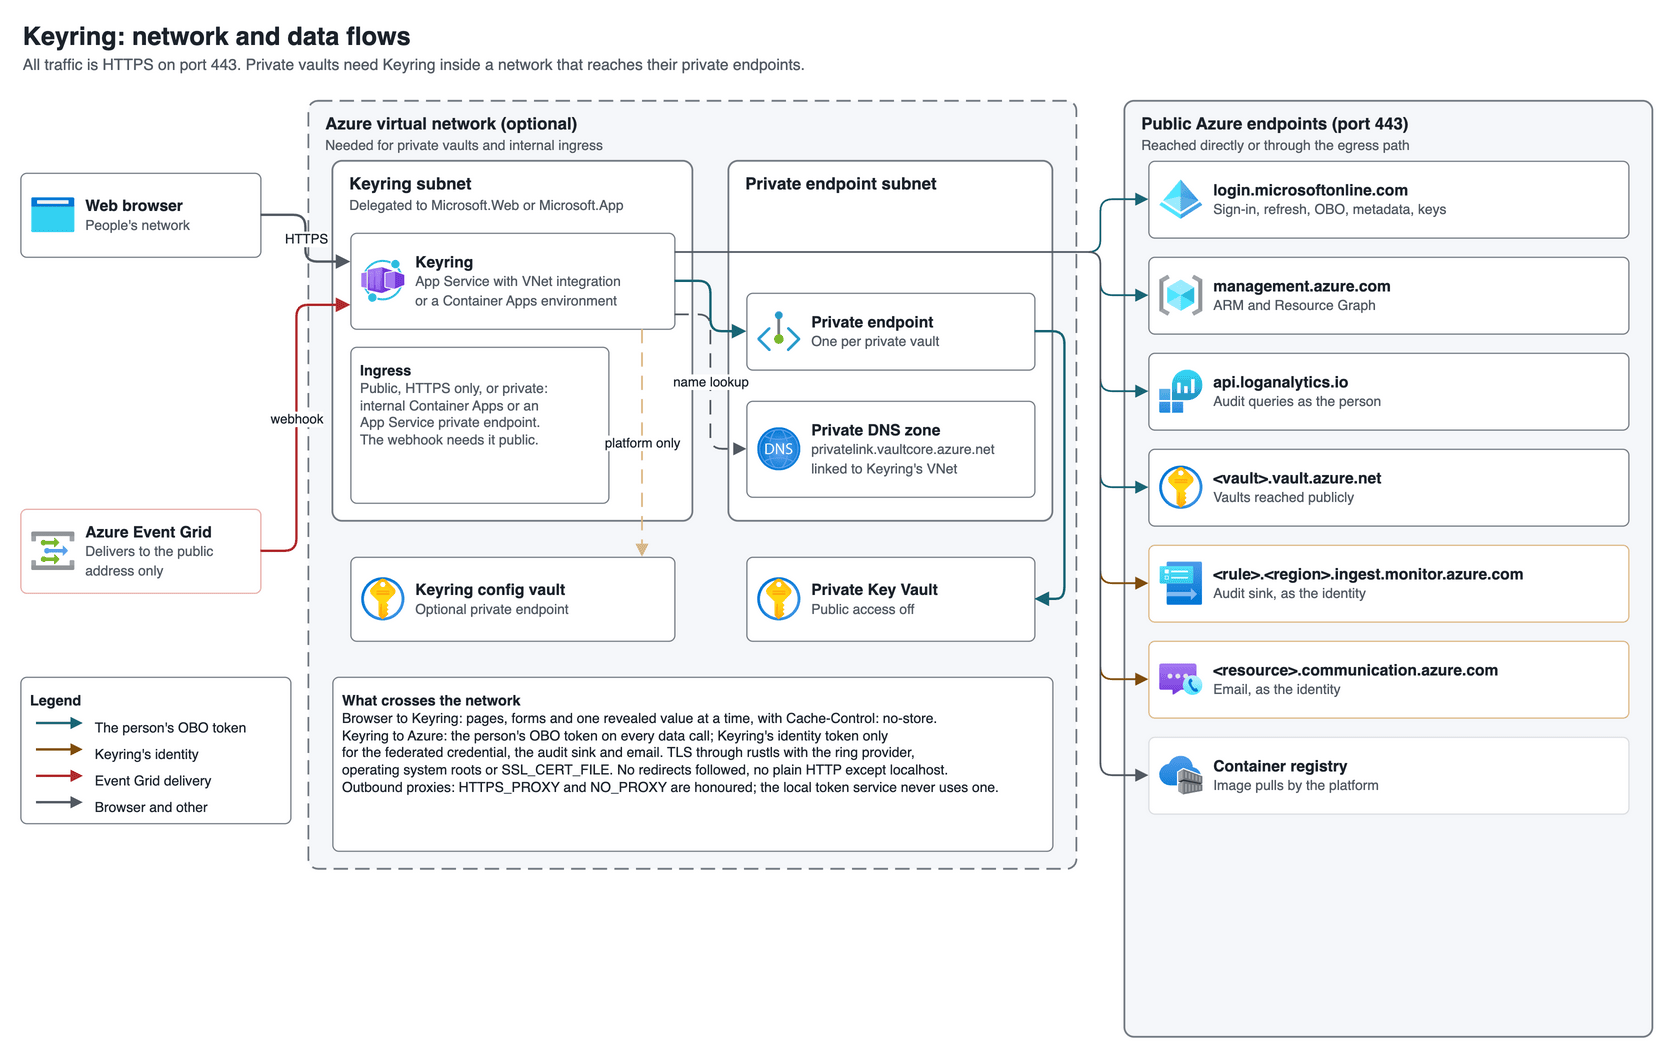 Keyring: network and data flows
All traffic is HTTPS on port 443. Private vaults need Keyring inside a network that reaches their private endpoints.
Web browser
People's network
HTTPS
webhook
Azure Event Grid
Delivers to the public
address only
Legend
The person's OBO token
Keyring's identity
Event Grid delivery
Browser and other
Azure virtual network (optional)
Needed for private vaults and internal ingress
Keyring subnet
Delegated to Microsoft.Web or Microsoft.App
Keyring
App Service with VNet integration
or a Container Apps environment
Ingress
Public, HTTPS only, or private:
internal Container Apps or an
App Service private endpoint.
The webhook needs it public.
platform only
name lookup
Keyring config vault
Optional private endpoint
Private endpoint subnet
Private endpoint
One per private vault
DNS
Private DNS zone
privatelink.vaultcore.azure.net
linked to Keyring's VNet
Private Key Vault
Public access off
What crosses the network
Browser to Keyring: pages, forms and one revealed value at a time, with Cache-Control: no-store.
Keyring to Azure: the person's OBO token on every data call; Keyring's identity token only
for the federated credential, the audit sink and email. TLS through rustls with the ring provider,
operating system roots or SSL_CERT_FILE. No redirects followed, no plain HTTP except localhost.
Outbound proxies: HTTPS_PROXY and NO_PROXY are honoured; the local token service never uses one.
Public Azure endpoints (port 443)
Reached directly or through the egress path
login.microsoftonline.com
Sign-in, refresh, OBO, metadata, keys
management.azure.com
ARM and Resource Graph
api.loganalytics.io
Audit queries as the person
<vault>.vault.azure.net
Vaults reached publicly
<rule>.<region>.ingest.monitor.azure.com
Audit sink, as the identity
<resource>.communication.azure.com
Email, as the identity
Container registry
Image pulls by the platform